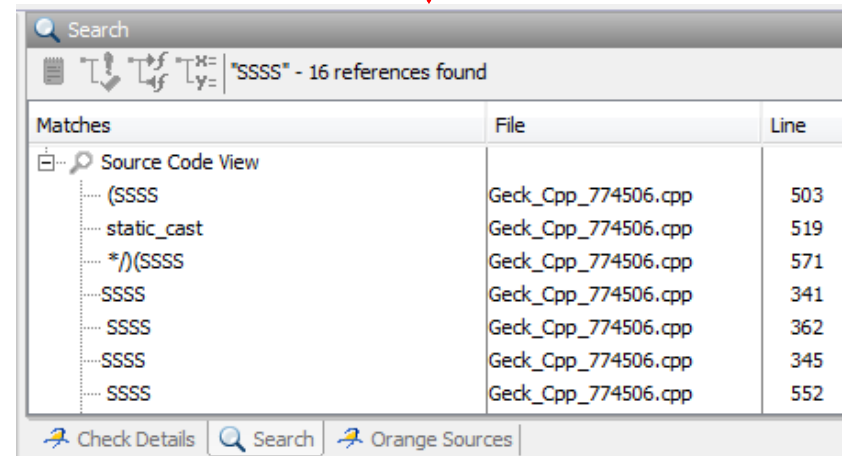 Search
"SSSS" - 16 references found
Matches File Line
Source Code View
(SSSS Geck_Cpp_774506.cpp 503
static_cast Geck_Cpp_774506.cpp 519
*/)(SSSS Geck_Cpp_774506.cpp 571
SSSS Geck_Cpp_774506.cpp 341
SSSS Geck_Cpp_774506.cpp 362
SSSS Geck_Cpp_774506.cpp 345
SSSS Geck_Cpp_774506.cpp 552
Check Details Search Orange Sources